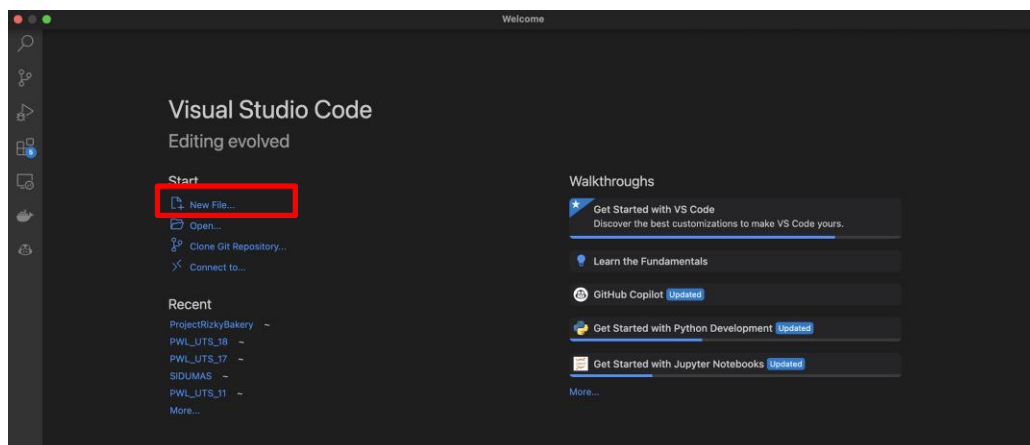 Welcome
Visual Studio Code
Editing evolved
Start
New File...
Open...
Clone Git Repository...
Connect to...
Recent
ProjectRizkyBakery ~
PWL_UTS_18 ~
PWL_UTS_17 ~
SIDUMAS ~
PWL_UTS_11 ~
More...
Walkthroughs
Get Started with VS Code
Discover the best customizations to make VS Code yours.
Learn the Fundamentals
GitHub Copilot Updated
Get Started with Python Development Updated
Get Started with Jupyter Notebooks Updated
More...
5